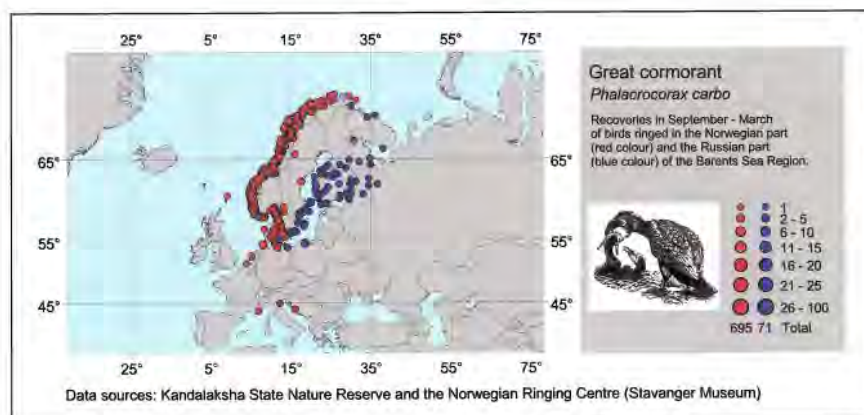 25° 5° 15° 35° 55° 75°
65° 65°
55° 55°
45° 45°
25° 5° 15° 35° 55° 75°
Great cormorant
Phalacrocorax carbo
Recoveries in September - March
of birds ringed in the Norwegian part
(red colour) and the Russian part
(blue colour) of the Barents Sea Region.
1
2 - 5
6 - 10
11 - 15
16 - 20
21 - 25
26 - 100
695 71 Total
Data sources: Kandalaksha State Nature Reserve and the Norwegian Ringing Centre (Stavanger Museum)